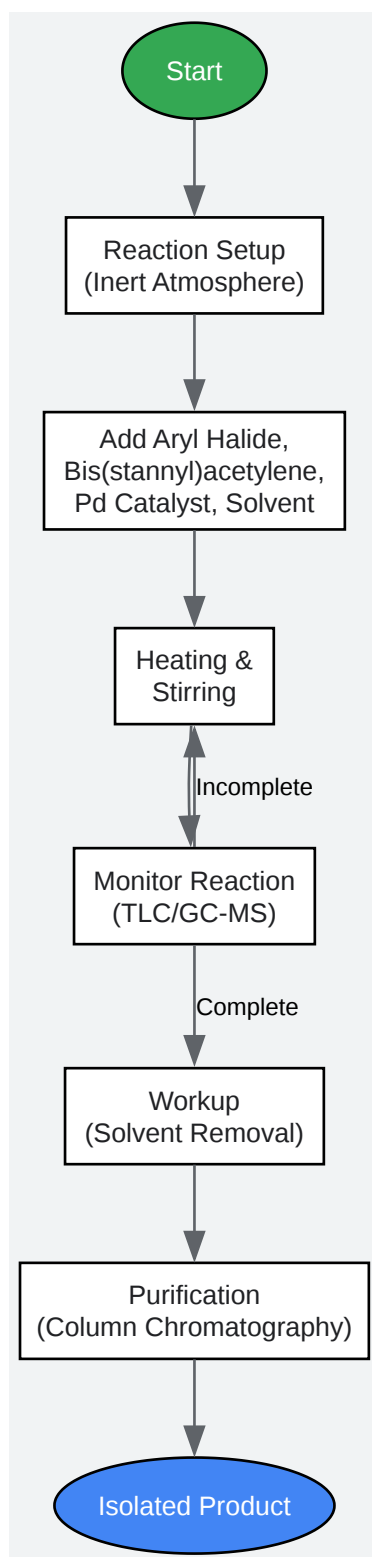 Start
Reaction Setup
(Inert Atmosphere)
Add Aryl Halide,
Bis(stannyl)acetylene,
Pd Catalyst, Solvent
Heating &
Stirring
Incomplete
Monitor Reaction
(TLC/GC-MS)
Complete
Workup
(Solvent Removal)
Purification
(Column Chromatography)
Isolated Product